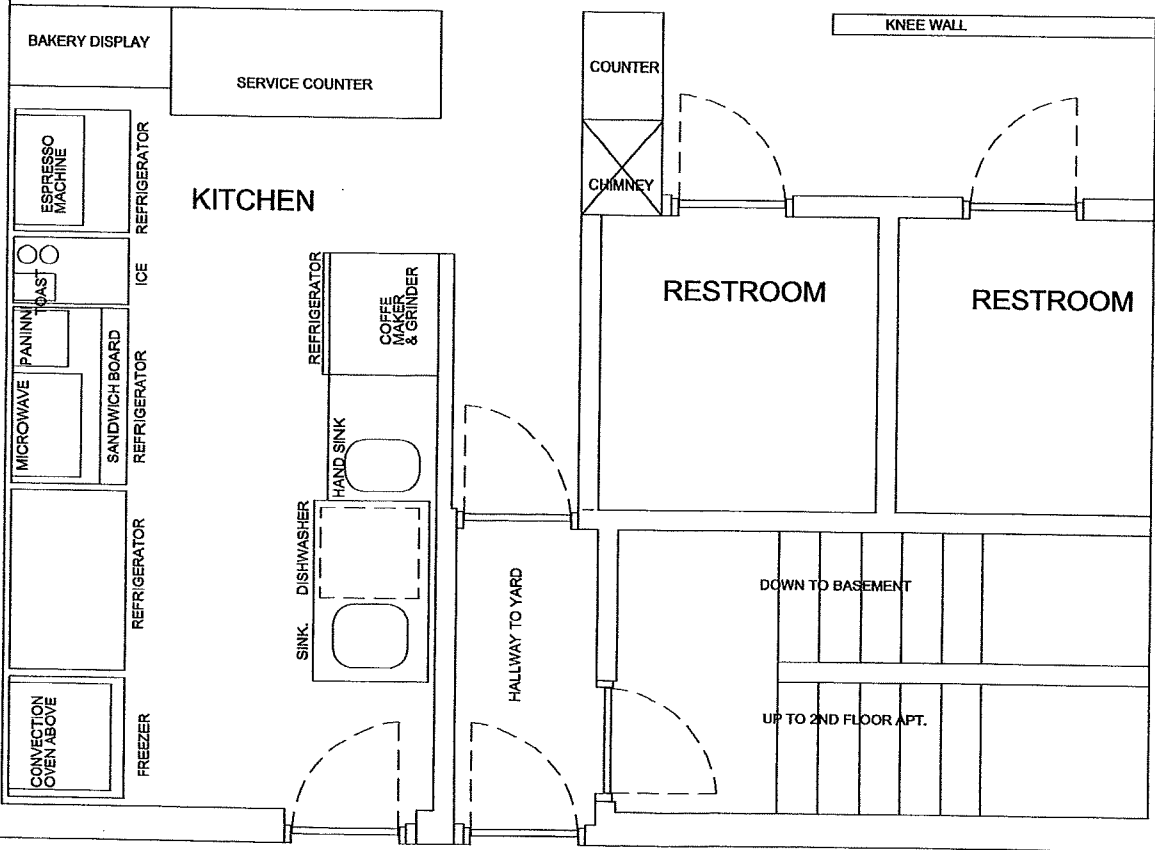 KNEE WALL
BAKERY DISPLAY
SERVICE COUNTER
COUNTER
CHIMNEY
ESPRESSO
MACHINE
REFRIGERATOR
KITCHEN
ICE
TOAST
REFRIGERATOR
COFFE
MAKER
& GRINDER
RESTROOM
RESTROOM
PANINNI
MICROWAVE
SANDWICH BOARD
REFRIGERATOR
HAND SINK
DISHWASHER
REFRIGERATOR
SINK.
HALLWAY TO YARD
DOWN TO BASEMENT
UP TO 2ND FLOOR APT.
CONVECTION
OVEN ABOVE
FREEZER